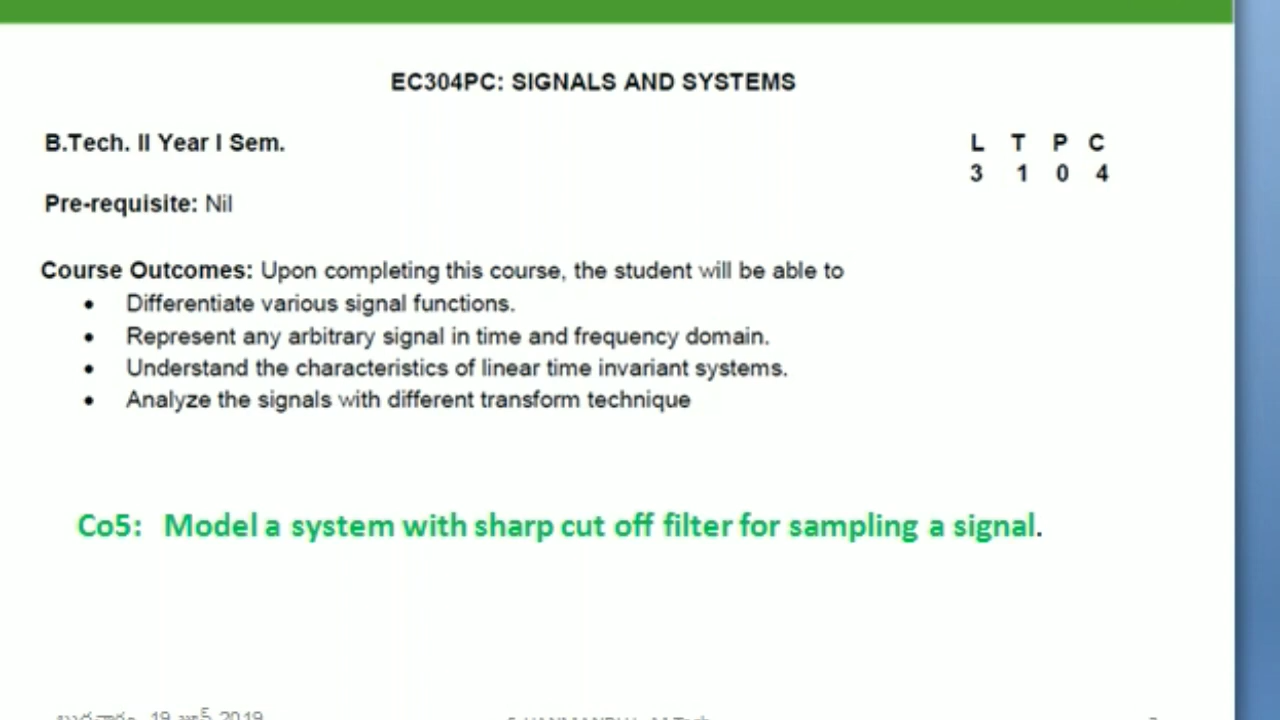 EC304PC: SIGNALS AND SYSTEMS
B.Tech. II Year I Sem. L T P C
3 1 0 4
Pre-requisite: Nil
Course Outcomes: Upon completing this course, the student will be able to
• Differentiate various signal functions.
• Represent any arbitrary signal in time and frequency domain.
• Understand the characteristics of linear time invariant systems.
• Analyze the signals with different transform technique
Co5: Model a system with sharp cut off filter for sampling a signal.
19 2019